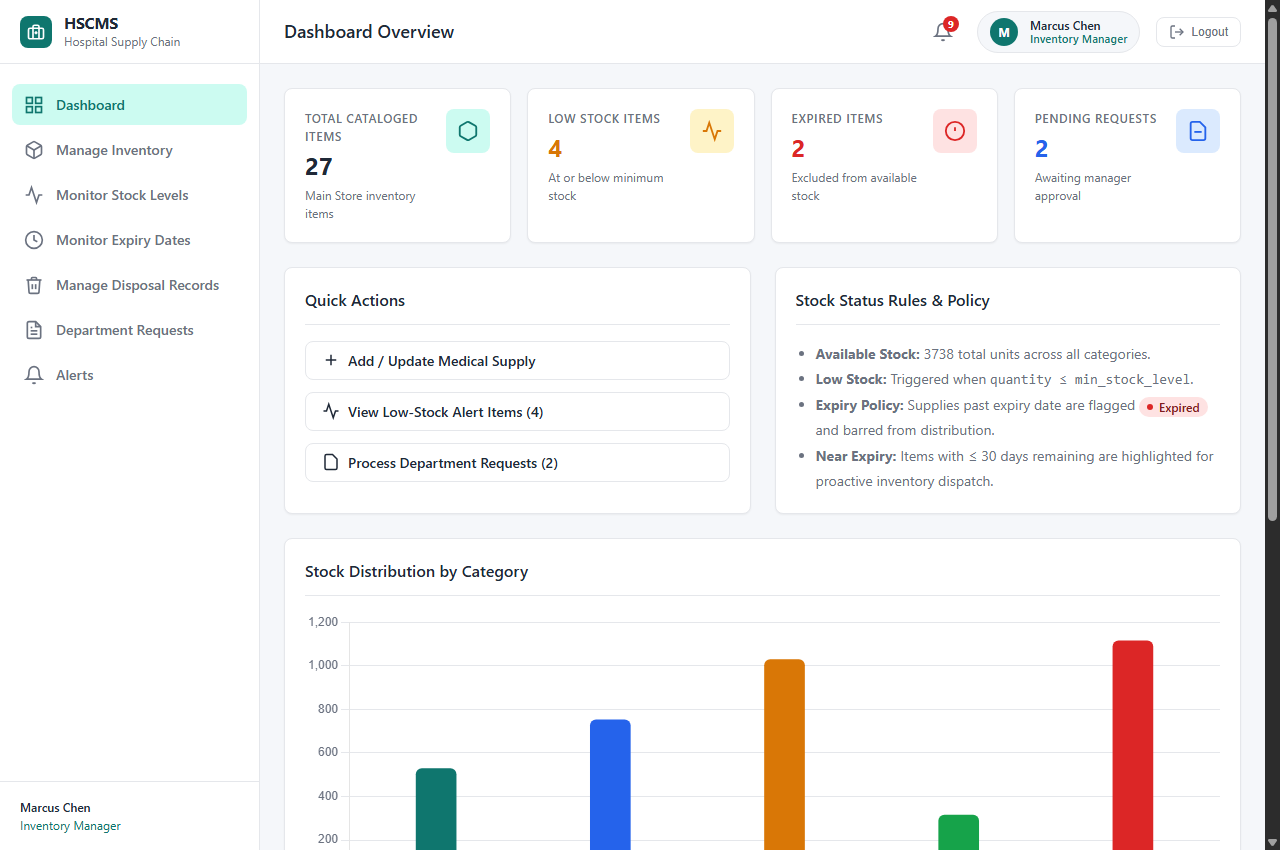 HSCMS
Hospital Supply Chain
Dashboard Overview
9
M
Marcus Chen
Inventory Manager
Logout
Dashboard
Manage Inventory
Monitor Stock Levels
Monitor Expiry Dates
Manage Disposal Records
Department Requests
Alerts
Marcus Chen
Inventory Manager
TOTAL CATALOGED
ITEMS
27
Main Store inventory
items
LOW STOCK ITEMS
4
At or below minimum
stock
EXPIRED ITEMS
2
Excluded from available
stock
PENDING REQUESTS
2
Awaiting manager
approval
Quick Actions
Add / Update Medical Supply
View Low-Stock Alert Items (4)
Process Department Requests (2)
Stock Status Rules & Policy
• Available Stock: 3738 total units across all categories.
• Low Stock: Triggered when quantity ≤ min_stock_level.
• Expiry Policy: Supplies past expiry date are flagged Expired
and barred from distribution.
• Near Expiry: Items with ≤ 30 days remaining are highlighted for
proactive inventory dispatch.
Stock Distribution by Category
1,200
1,000
800
600
400
200